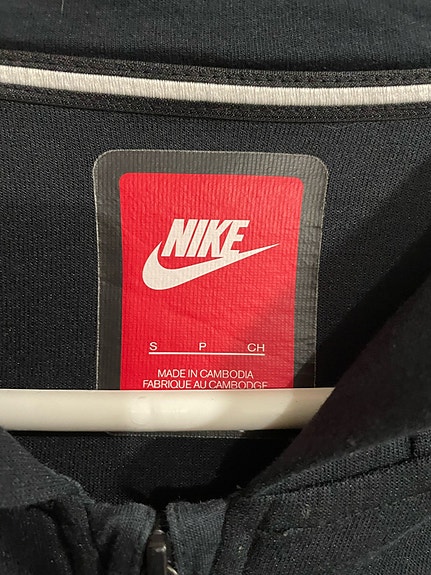 NIKE
S P CH
MADE IN CAMBODIA
FABRIQUE AU CAMBODGE